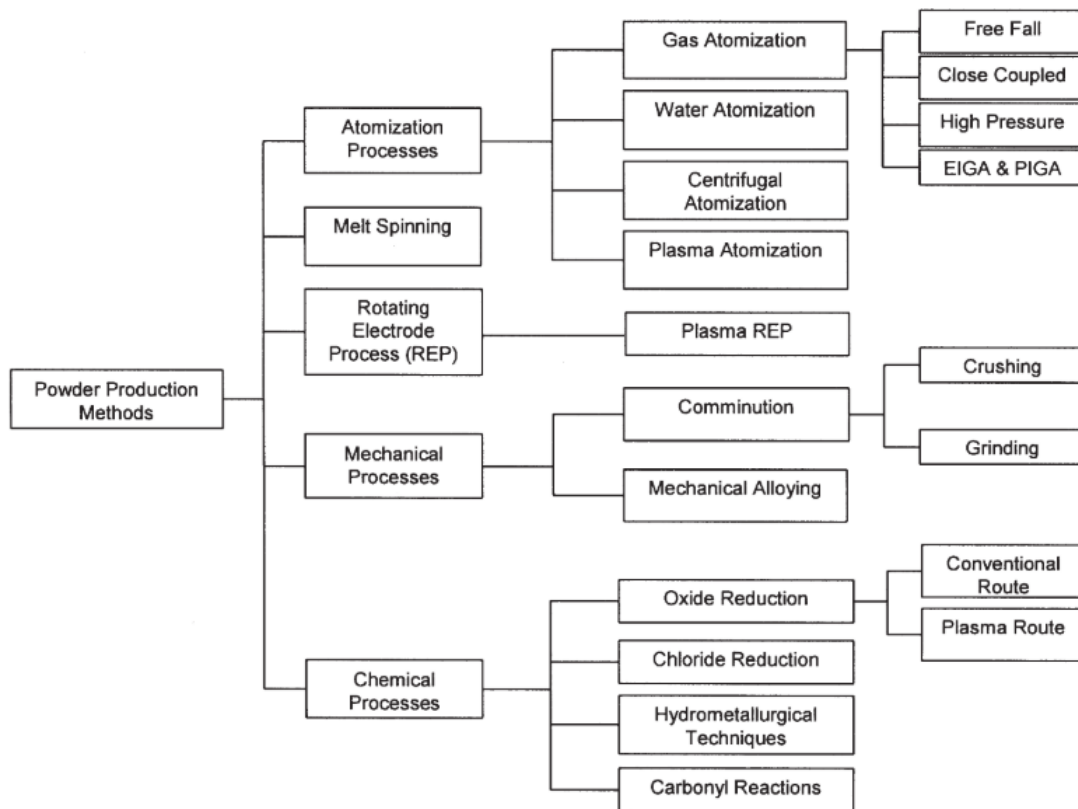 Powder Production
Methods
Atomization
Processes
Melt Spinning
Rotating
Electrode
Process (REP)
Mechanical
Processes
Chemical
Processes
Gas Atomization
Water Atomization
Centrifugal
Atomization
Plasma Atomization
Plasma REP
Comminution
Mechanical Alloying
Oxide Reduction
Chloride Reduction
Hydrometallurgical
Techniques
Carbonyl Reactions
Free Fall
Close Coupled
High Pressure
EIGA & PIGA
Crushing
Grinding
Conventional
Route
Plasma Route